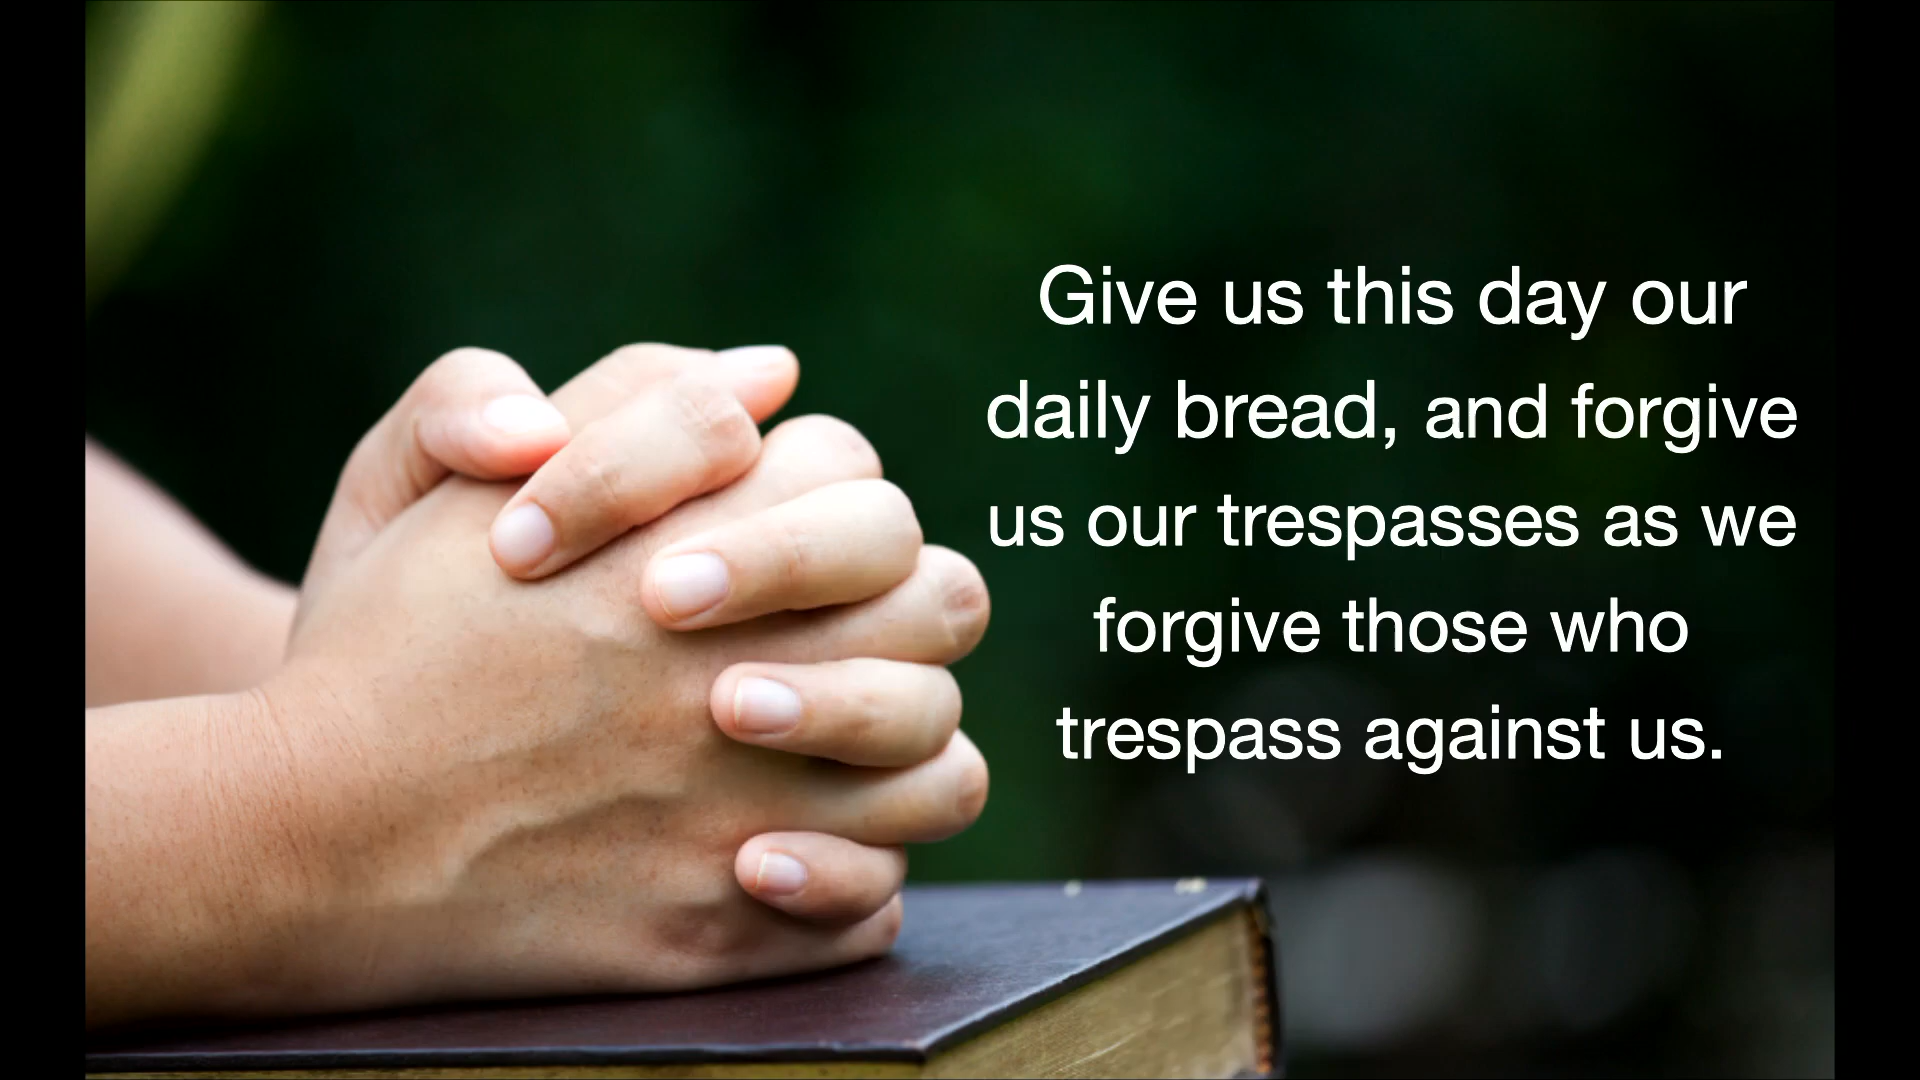 Give us this day our
daily bread, and forgive
us our trespasses as we
forgive those who
trespass against us.